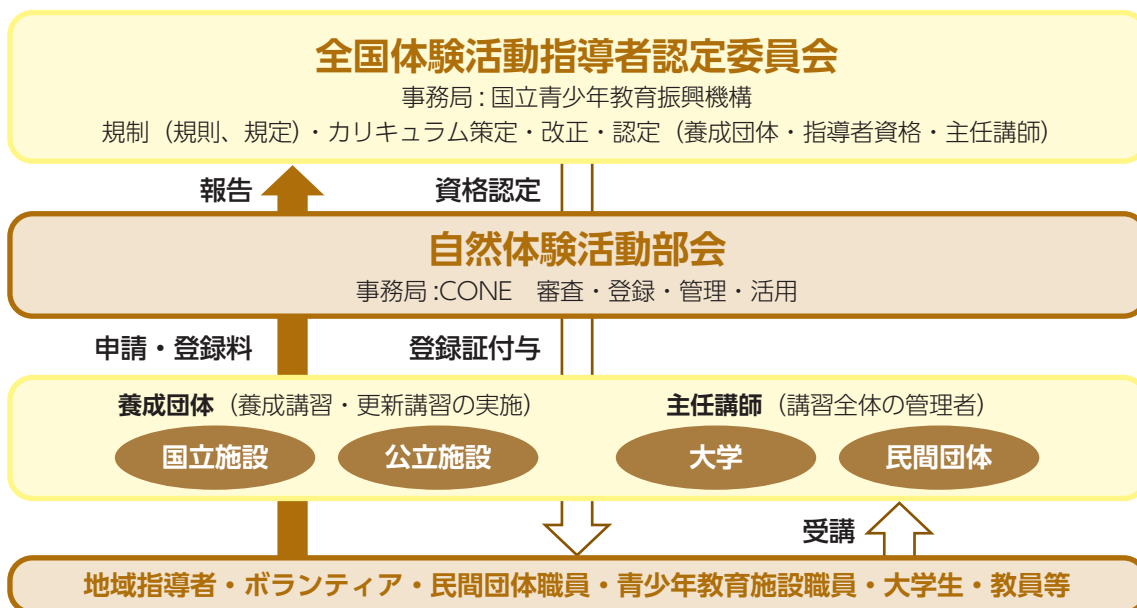 全国体験活動指導者認定委員会
事務局：国立青少年教育振興機構
規制（規則、規定）・カリキュラム策定・改正・認定（養成団体・指導者資格・主任講師）
報告 資格認定
自然体験活動部会
事務局:CONE　審査・登録・管理・活用
申請・登録料 登録証付与
養成団体（養成講習・更新講習の実施） 主任講師（講習全体の管理者）
国立施設 公立施設 大学 民間団体
受講
地域指導者・ボランティア・民間団体職員・青少年教育施設職員・大学生・教員等